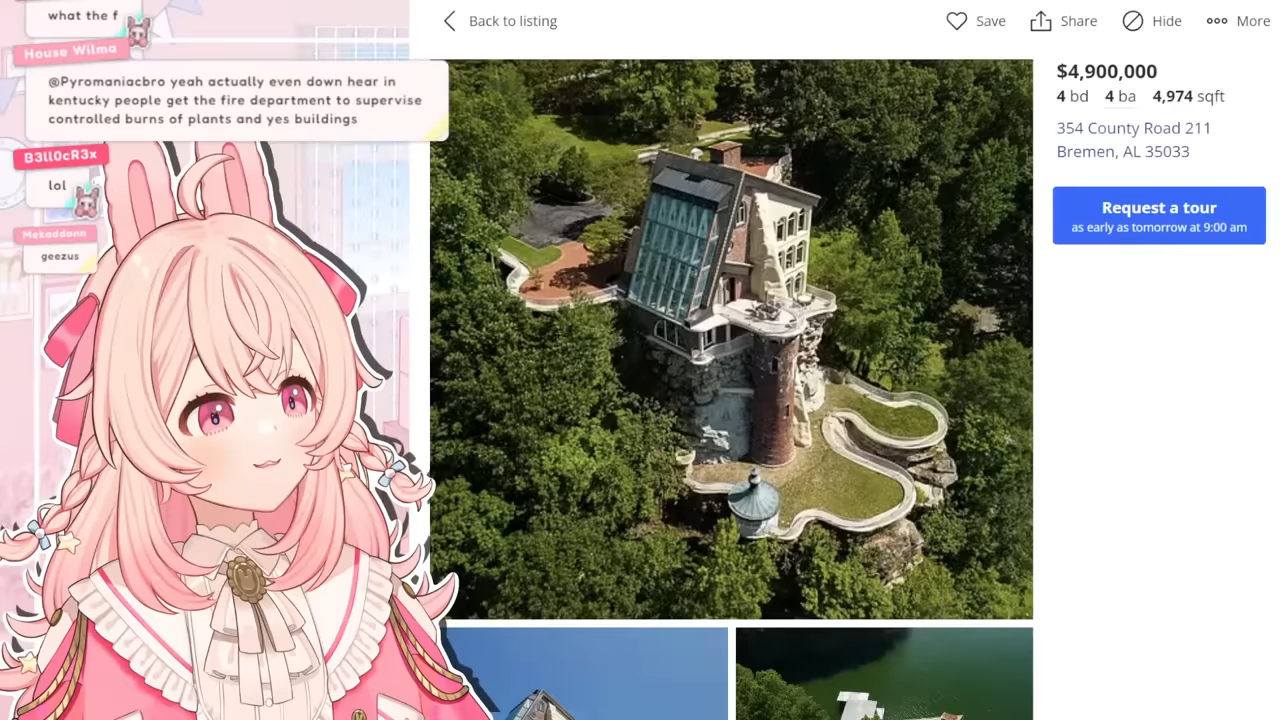 what the f
House Wilma
@Pyromaniacbro yeah actually even down hear in
kentucky people get the fire department to supervise
controlled burns of plants and yes buildings
B3ll0cR3x
lol
Mekaddonn
geezus
Back to listing
Save
Share
Hide
More
$4,900,000
4 bd 4 ba 4,974 sqft
354 County Road 211
Bremen, AL 35033
Request a tour
as early as tomorrow at 9:00 am